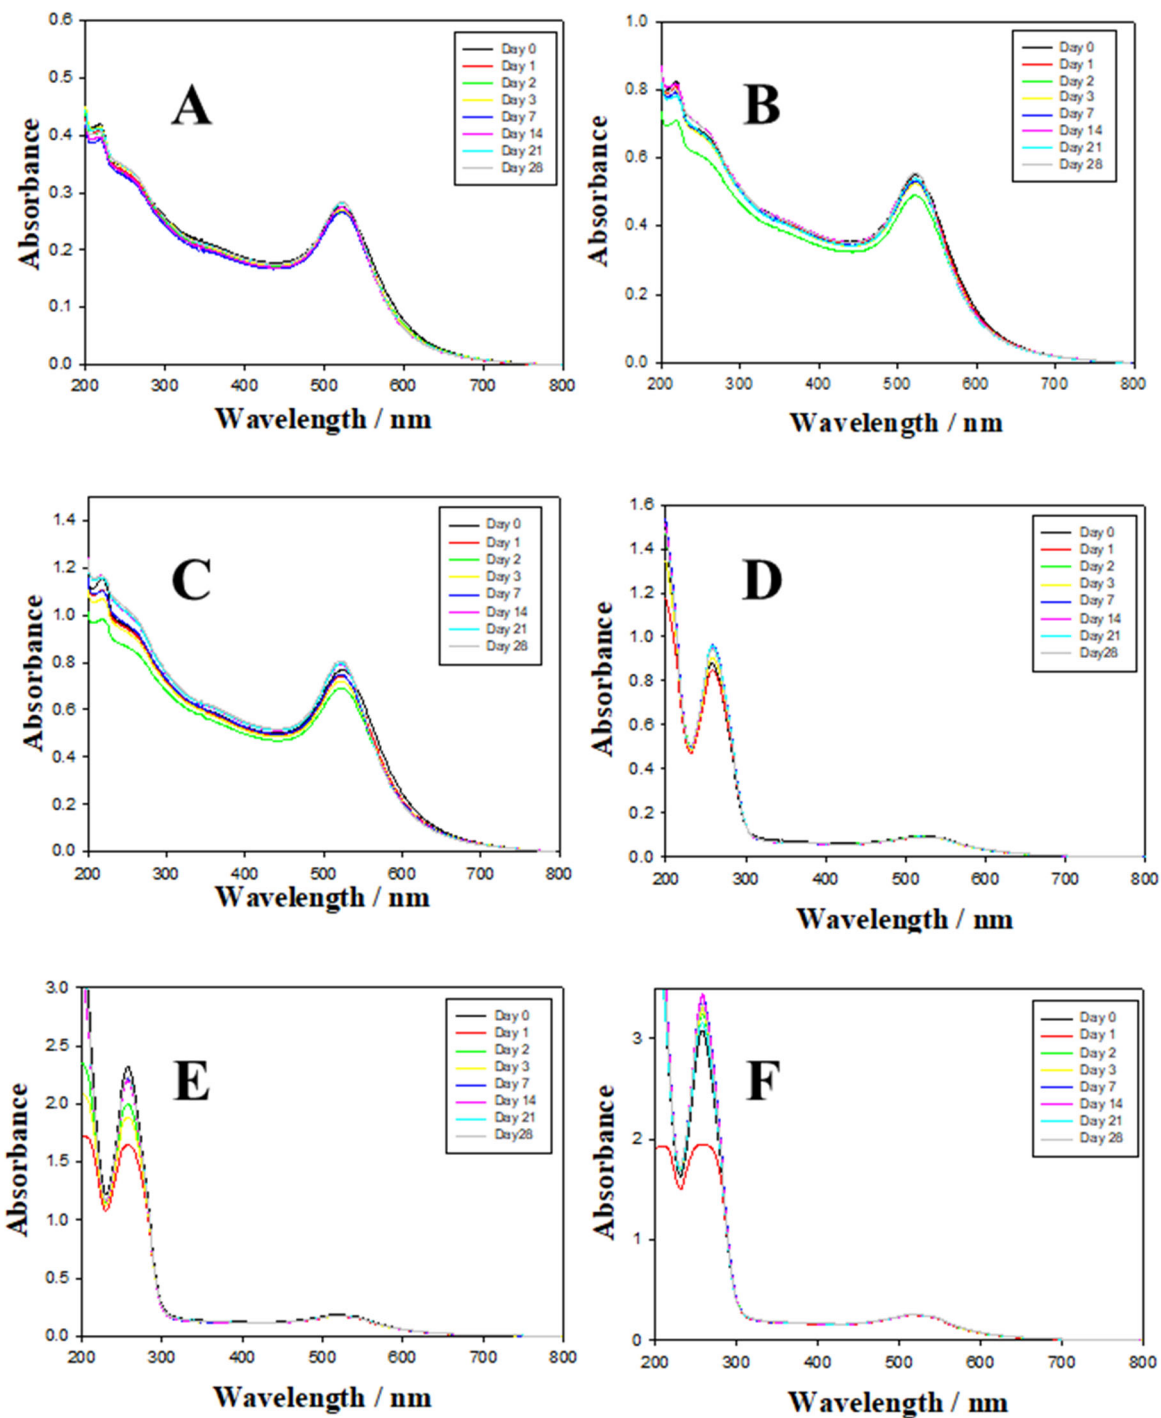 A
Absorbance
0.6
0.5
0.4
0.3
0.2
0.1
0.0
200 300 400 500 600 700 800
Wavelength / nm
Day 0
Day 1
Day 2
Day 3
Day 7
Day 14
Day 21
Day 28
B
Absorbance
1.0
0.8
0.6
0.4
0.2
0.0
200 300 400 500 600 700 800
Wavelength / nm
Day 0
Day 1
Day 2
Day 3
Day 7
Day 14
Day 21
Day 28
C
Absorbance
1.4
1.2
1.0
0.8
0.6
0.4
0.2
0.0
200 300 400 500 600 700 800
Wavelength / nm
Day 0
Day 1
Day 2
Day 3
Day 7
Day 14
Day 21
Day 28
D
Absorbance
1.6
1.4
1.2
1.0
0.8
0.6
0.4
0.2
0.0
200 300 400 500 600 700 800
Wavelength / nm
Day 0
Day 1
Day 2
Day 3
Day 7
Day 14
Day 21
Day28
E
Absorbance
3.0
2.5
2.0
1.5
1.0
0.5
0.0
200 300 400 500 600 700 800
Wavelength / nm
Day 0
Day 1
Day 2
Day 3
Day 7
Day 14
Day 21
Day28
F
Absorbance
3
2
1
0
200 300 400 500 600 700 800
Wavelength / nm
Day 0
Day 1
Day 2
Day 3
Day 7
Day 14
Day 21
Day 28